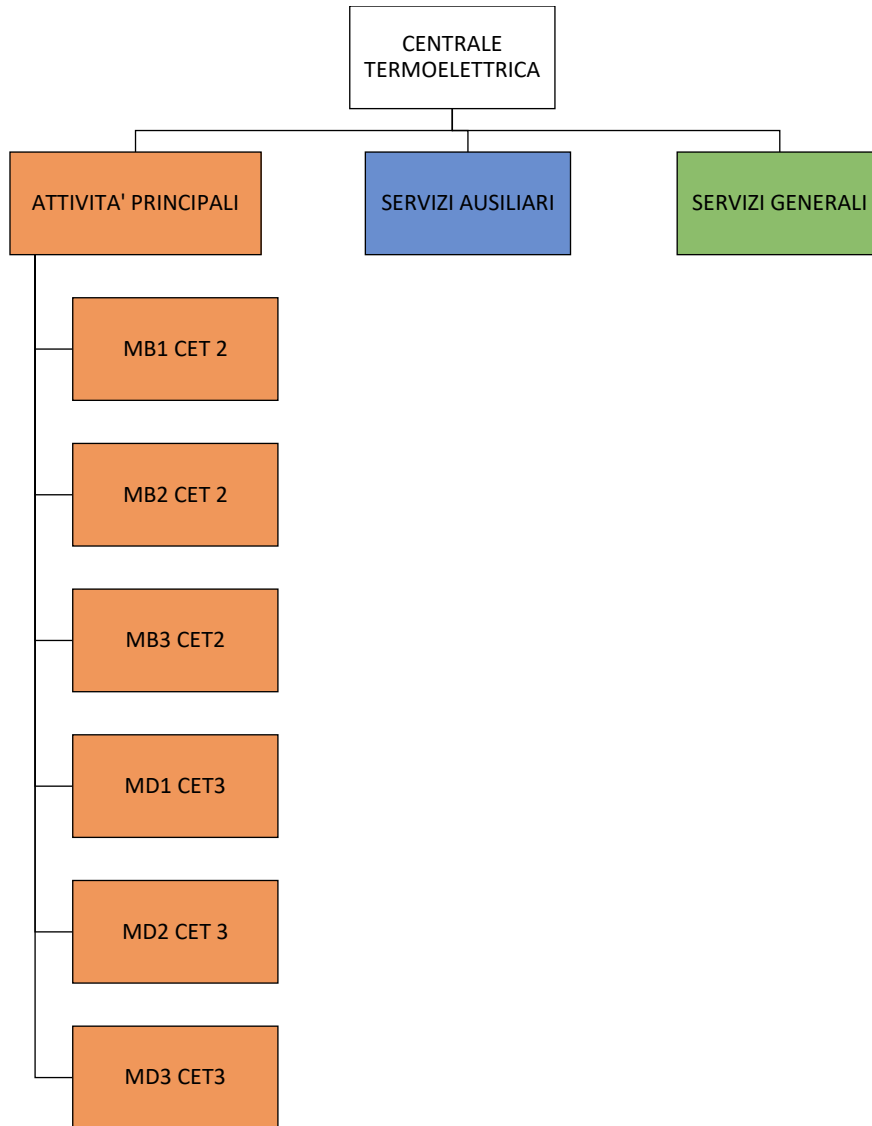 CENTRALE
TERMOELETTRICA
ATTIVITA' PRINCIPALI
SERVIZI AUSILIARI
SERVIZI GENERALI
MB1 CET 2
MB2 CET 2
MB3 CET2
MD1 CET3
MD2 CET 3
MD3 CET3